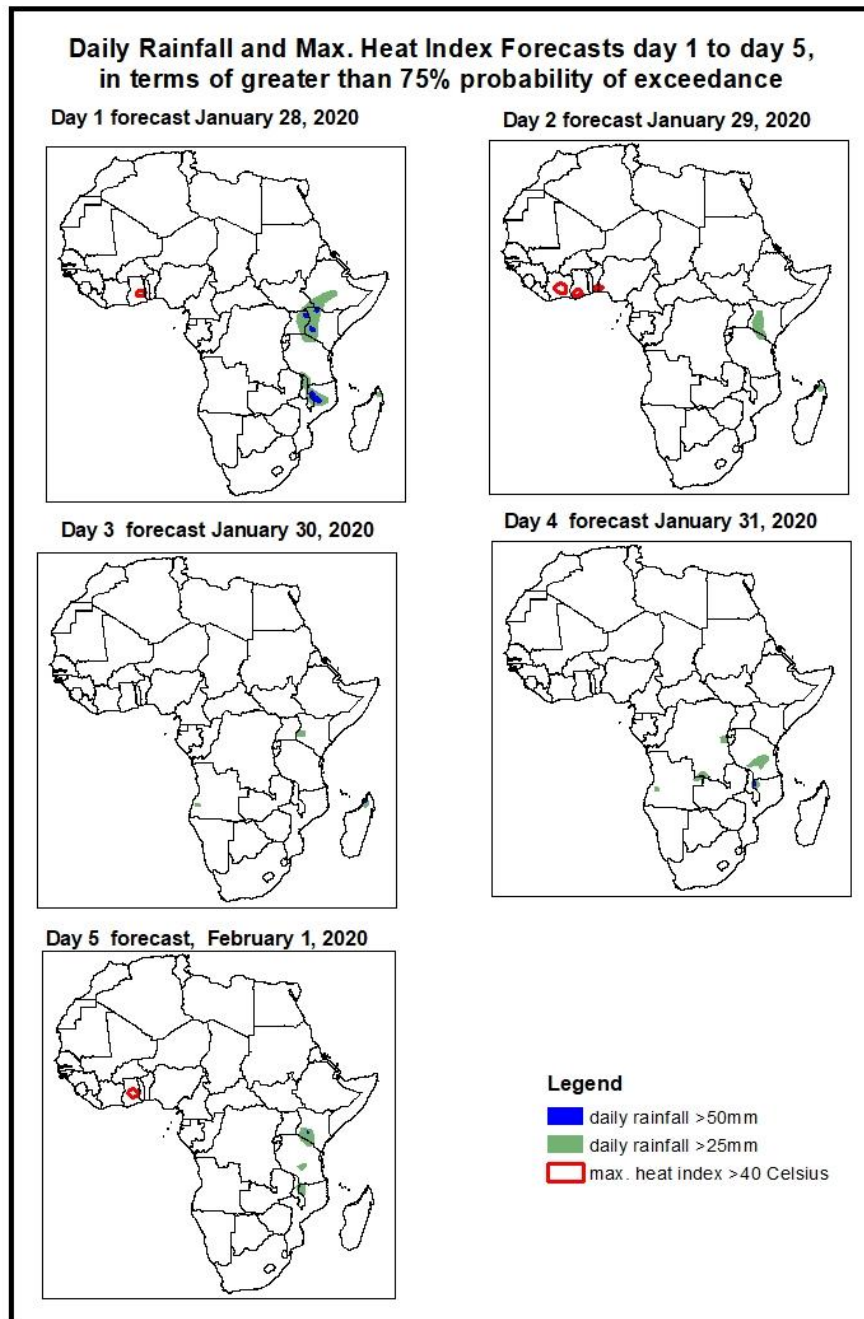 Daily Rainfall and Max. Heat Index Forecasts day 1 to day 5,
in terms of greater than 75% probability of exceedance
Day 1 forecast January 28, 2020
Day 2 forecast January 29, 2020
Day 3 forecast January 30, 2020
Day 4 forecast January 31, 2020
Day 5 forecast, February 1, 2020
Legend
daily rainfall >50mm
daily rainfall >25mm
max. heat index >40 Celsius